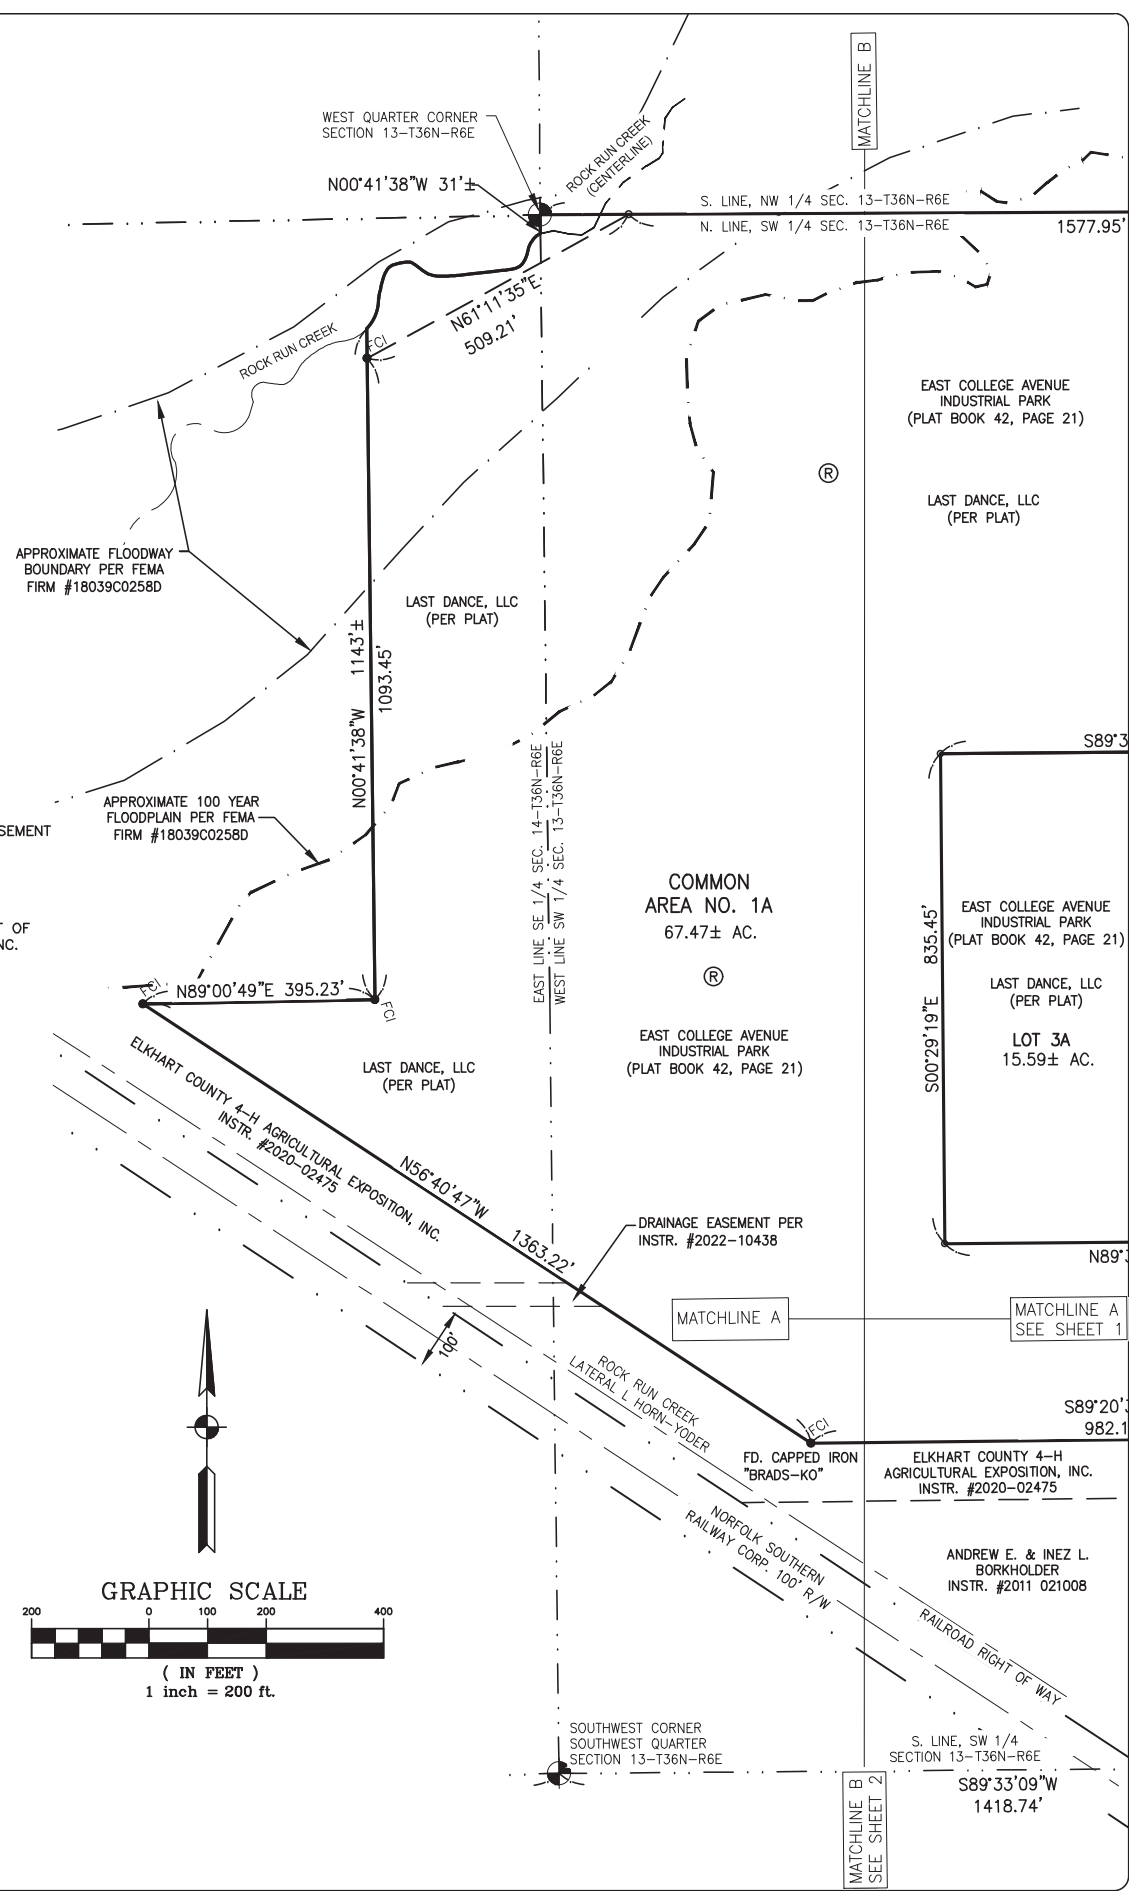 MATCHLINE B
WEST QUARTER CORNER
SECTION 13-T36N-R6E
ROCK RUN CREEK
(CENTERLINE)
N00°41'38"W 31'±
S. LINE, NW 1/4 SEC. 13-T36N-R6E
N. LINE, SW 1/4 SEC. 13-T36N-R6E
1577.95'
N61°11'35"E
509.21'
ROCK RUN CREEK
FCI
EAST COLLEGE AVENUE
INDUSTRIAL PARK
(PLAT BOOK 42, PAGE 21)
Ⓡ
LAST DANCE, LLC
(PER PLAT)
APPROXIMATE FLOODWAY
BOUNDARY PER FEMA
FIRM #18039C0258D
LAST DANCE, LLC
(PER PLAT)
N00°41'38"W 1143'±
1093.45'
S89°3
APPROXIMATE 100 YEAR
FLOODPLAIN PER FEMA
FIRM #18039C0258D
SEMENT
EAST LINE SE 1/4 SEC. 14-T36N-R6E
WEST LINE SW 1/4 SEC. 13-T36N-R6E
COMMON
AREA NO. 1A
67.47± AC.
Ⓡ
EAST COLLEGE AVENUE
INDUSTRIAL PARK
(PLAT BOOK 42, PAGE 21)
S00°29'19"E 835.45'
EAST COLLEGE AVENUE
INDUSTRIAL PARK
(PLAT BOOK 42, PAGE 21)
LAST DANCE, LLC
(PER PLAT)
LOT 3A
15.59± AC.
OF
NC.
FCI
N89°00'49"E 395.23'
FCI
LAST DANCE, LLC
(PER PLAT)
ELKHART COUNTY 4-H AGRICULTURAL EXPOSITION, INC.
INSTR. #2020-02475
N56°40'47"W
1363.22'
DRAINAGE EASEMENT PER
INSTR. #2022-10438
N89°3
MATCHLINE A
MATCHLINE A
SEE SHEET 1
100'
ROCK RUN CREEK
LATERAL L HORN-YODER
FCI
S89°20'3
982.1
FD. CAPPED IRON
"BRADS-KO"
ELKHART COUNTY 4-H
AGRICULTURAL EXPOSITION, INC.
INSTR. #2020-02475
NORFOLK SOUTHERN
RAILWAY CORP. 100' R/W
ANDREW E. & INEZ L.
BORKHOLDER
INSTR. #2011 021008
RAILROAD RIGHT OF WAY
GRAPHIC SCALE
200 0 100 200 400
( IN FEET )
1 inch = 200 ft.
SOUTHWEST CORNER
SOUTHWEST QUARTER
SECTION 13-T36N-R6E
S. LINE, SW 1/4
SECTION 13-T36N-R6E
S89°33'09"W
1418.74'
MATCHLINE B
SEE SHEET 2